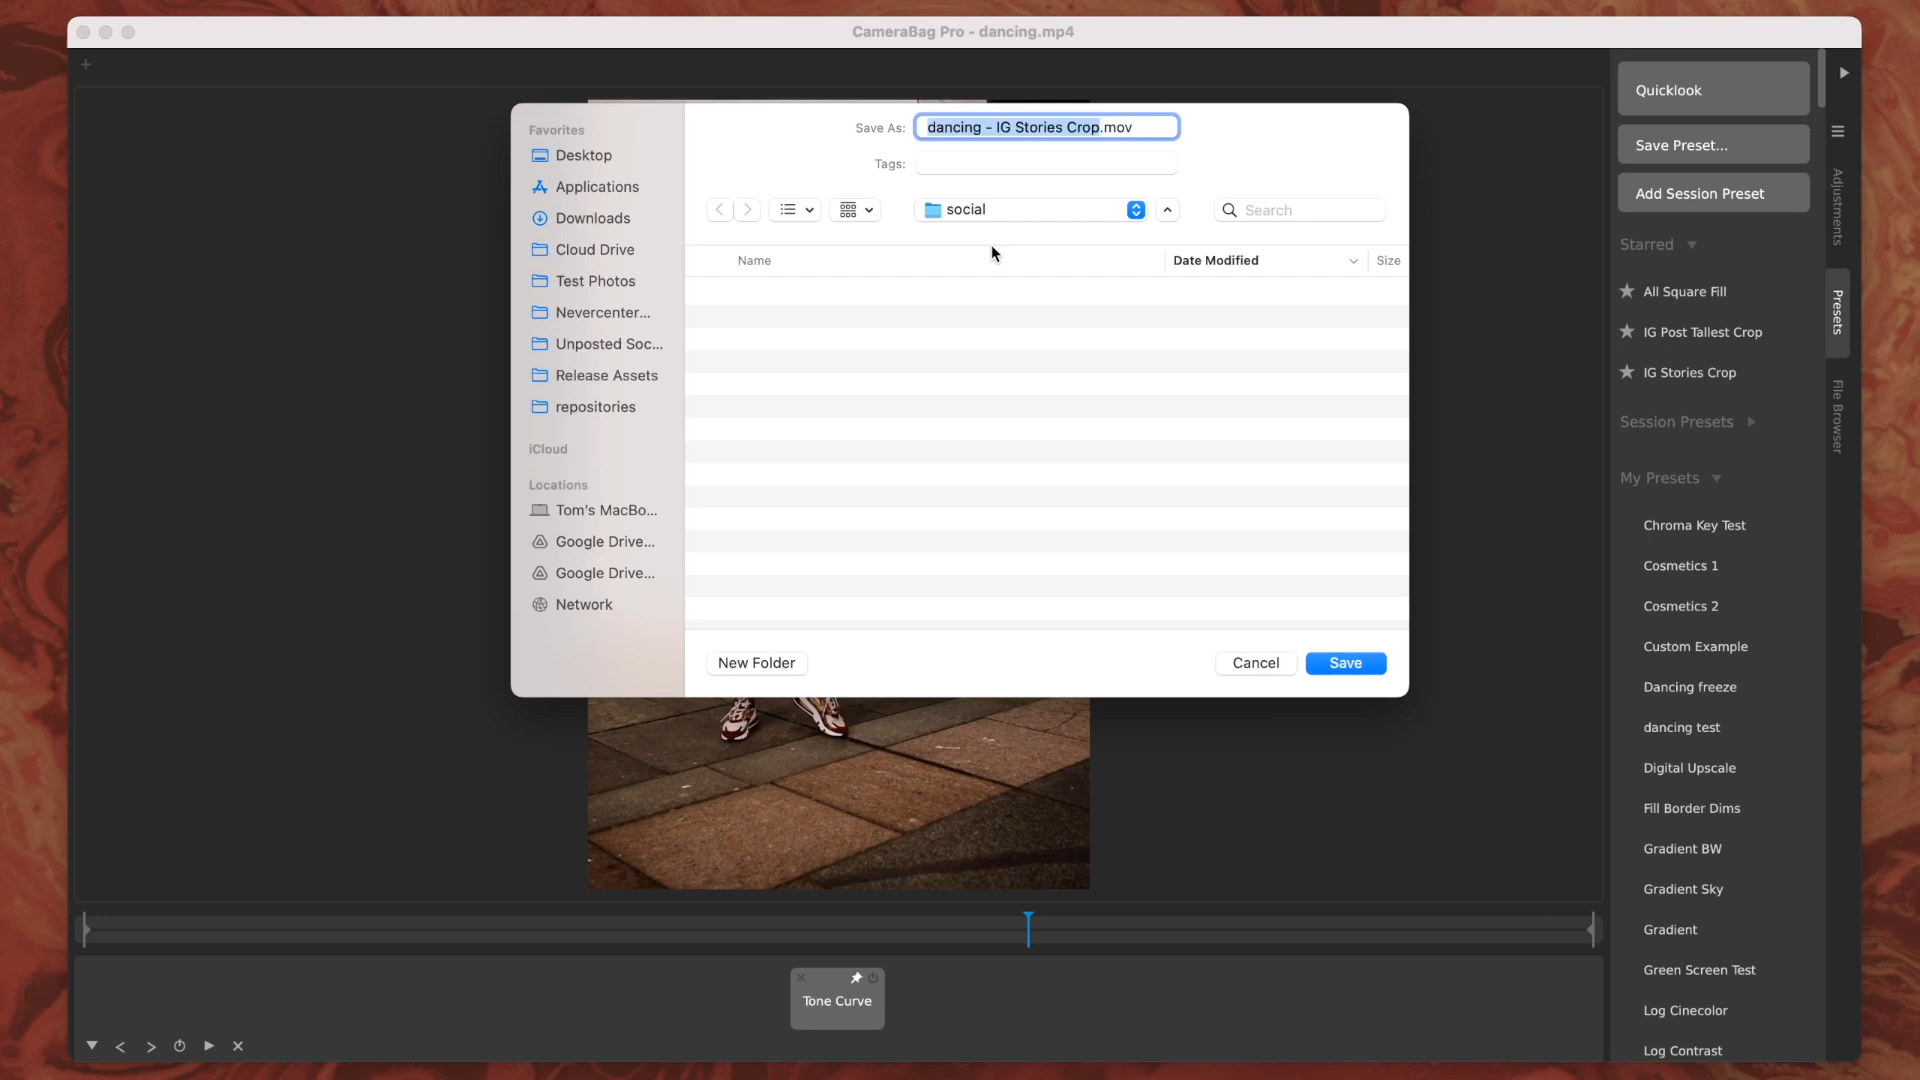 CameraBag Pro - dancing.mp4
Favorites
Desktop
Applications
Downloads
Cloud Drive
Test Photos
Nevercenter...
Unposted Soc...
Release Assets
repositories
iCloud
Locations
Tom's MacBo...
Google Drive...
Google Drive...
Network
Save As: dancing - IG Stories Crop.mov
Tags:
social
Search
Name Date Modified Size
New Folder Cancel Save
Quicklook
Save Preset...
Add Session Preset
Starred
All Square Fill
IG Post Tallest Crop
IG Stories Crop
Session Presets
My Presets
Chroma Key Test
Cosmetics 1
Cosmetics 2
Custom Example
Dancing freeze
dancing test
Digital Upscale
Fill Border Dims
Gradient BW
Gradient Sky
Gradient
Green Screen Test
Log Cinecolor
Log Contrast
Adjustments
Presets
File Browser
Tone Curve